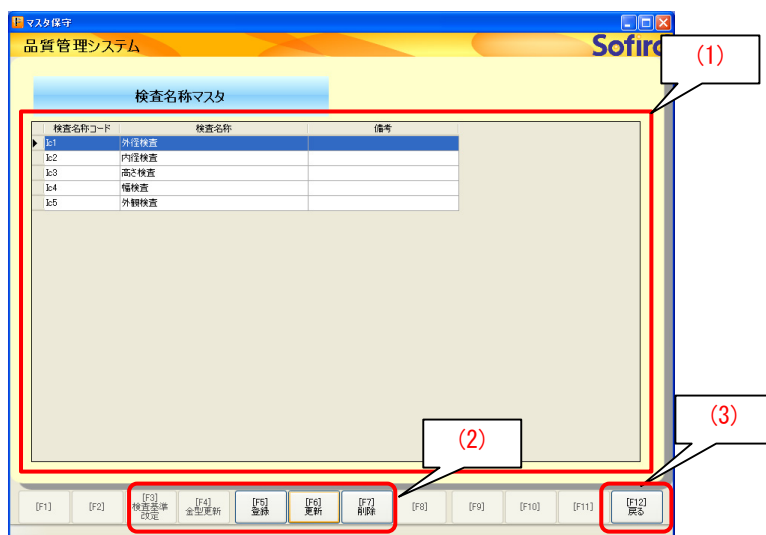 マスタ保守
品質管理システム
Sofir
(1)
検査名称マスタ
検査名称コード 検査名称 備考
Ic1 外径検査
Ic2 内径検査
Ic3 高さ検査
Ic4 幅検査
Ic5 外観検査
(2)
(3)
[F1] [F2] [F3] 検査基準 改定 [F4] 金型更新 [F5] 登録 [F6] 更新 [F7] 削除 [F8] [F9] [F10] [F11] [F12] 戻る